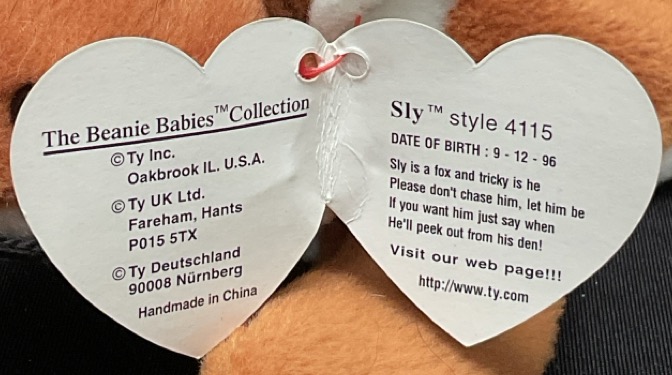 The Beanie Babies™Collection
©Ty Inc.
Oakbrook IL. U.S.A.
©Ty UK Ltd.
Fareham, Hants
P015 5TX
©Ty Deutschland
90008 Nürnberg
Handmade in China
Sly™ style 4115
DATE OF BIRTH : 9 - 12 - 96
Sly is a fox and tricky is he
Please don't chase him, let him be
If you want him just say when
He'll peek out from his den!
Visit our web page!!!
http://www.ty.com